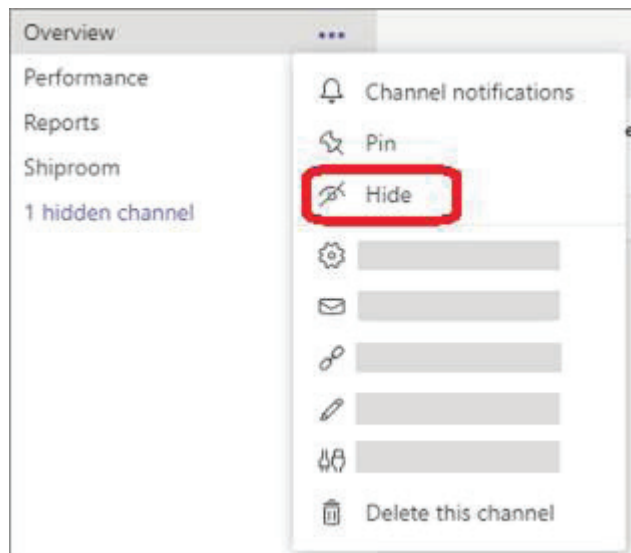 Overview
Performance
Reports
Shiproom
1 hidden channel
Channel notifications
Pin
Hide
Delete this channel